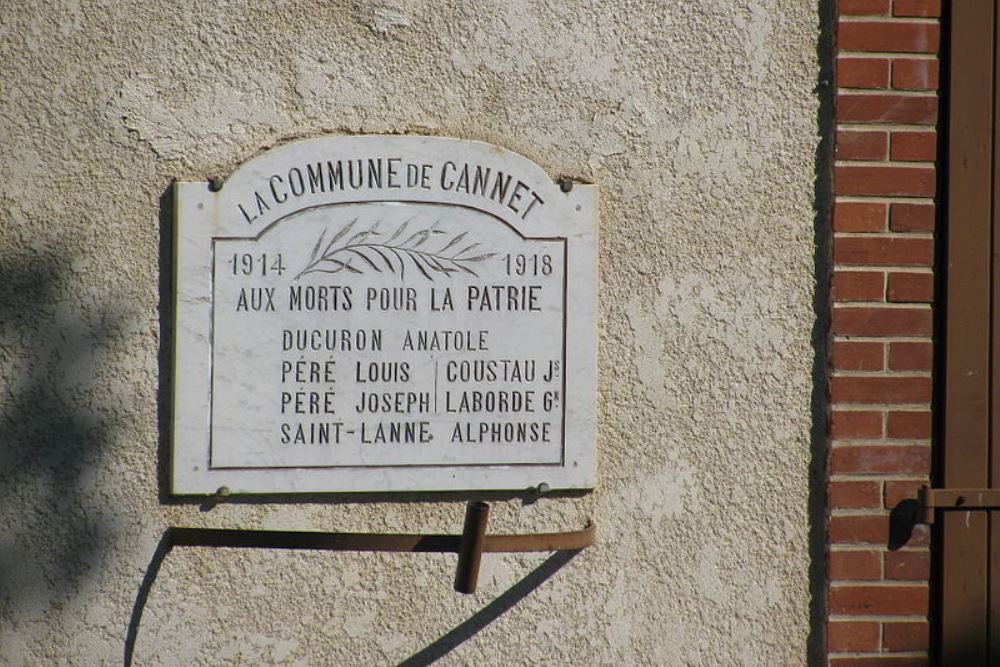 LA COMMUNE DE CANNET
1914 1918
AUX MORTS POUR LA PATRIE
DUCURON ANATOLE
PÉRÉ LOUIS COUSTAU Js
PÉRÉ JOSEPH LABORDE GN
SAINT-LANNE ALPHONSE